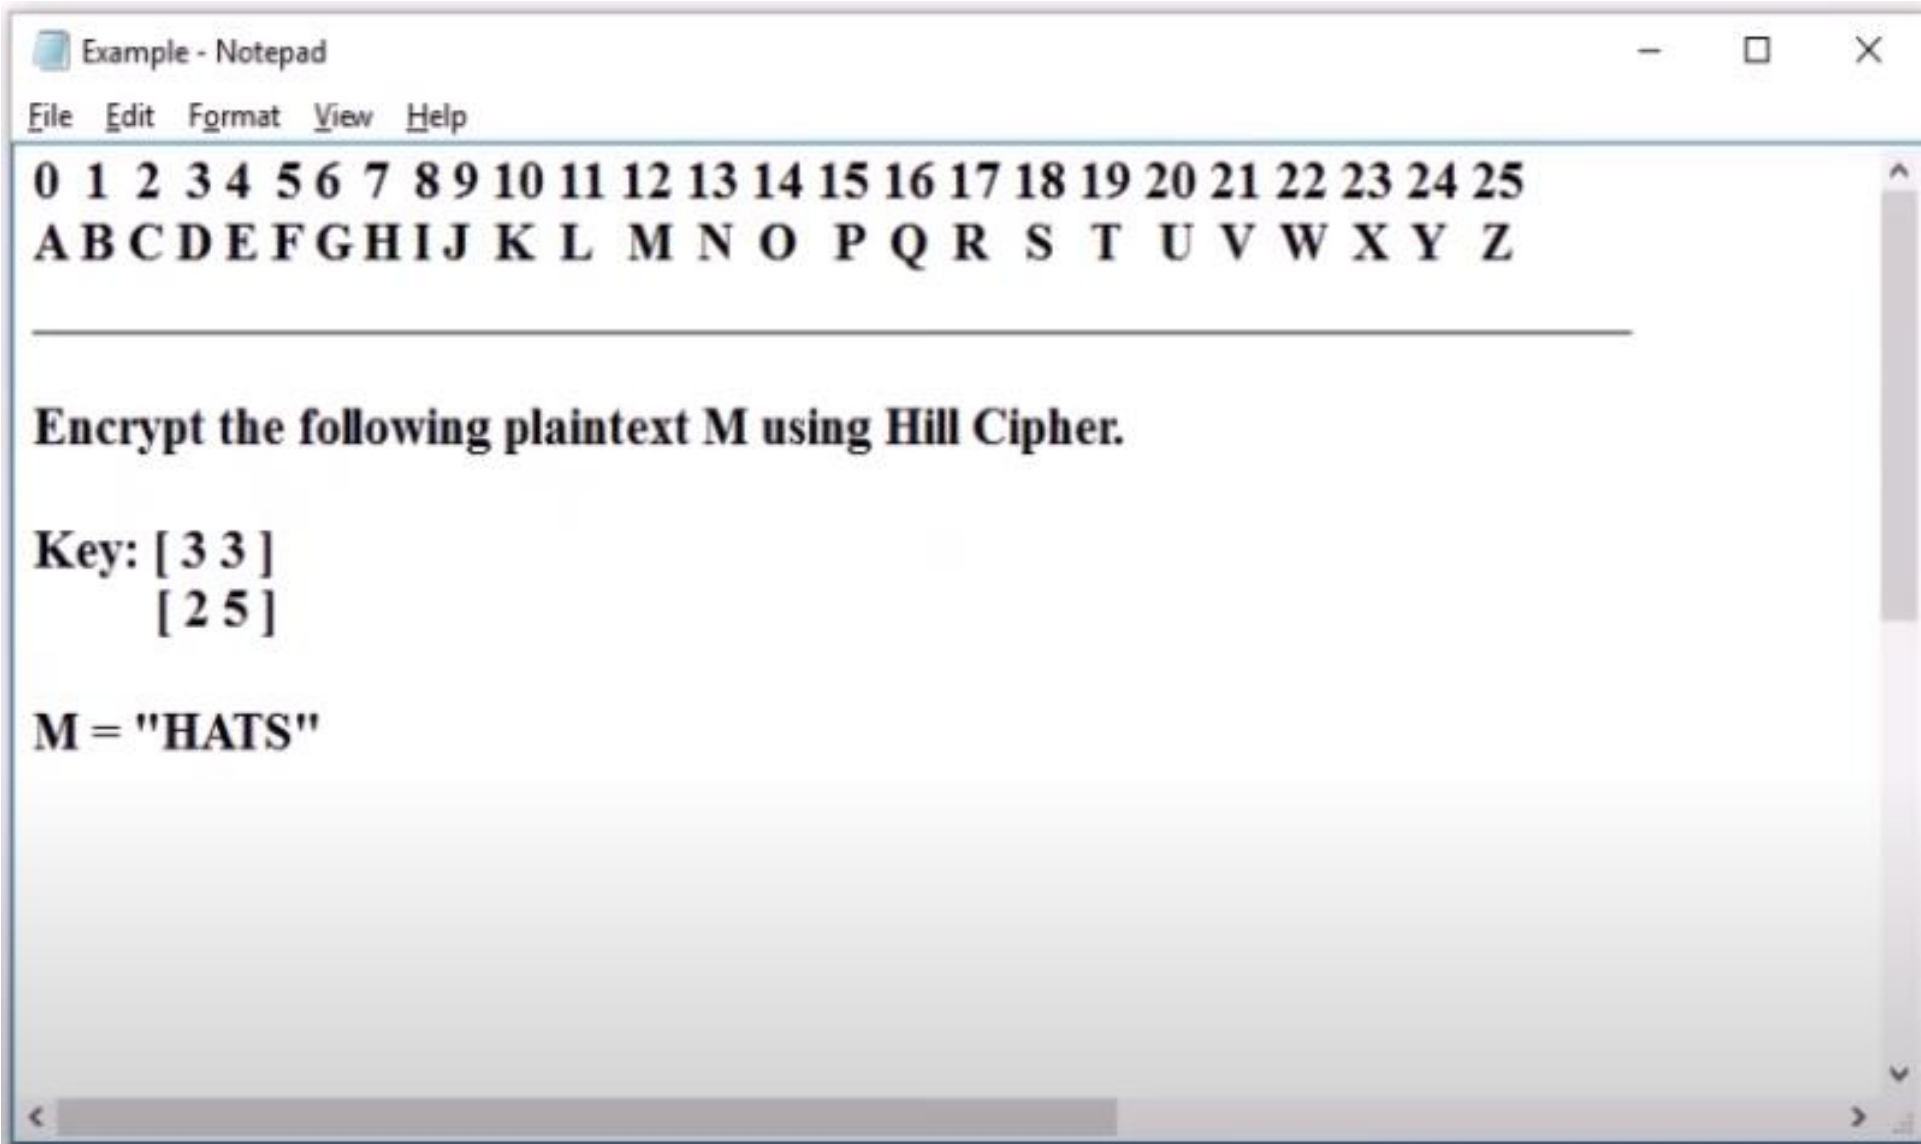 Example - Notepad
File Edit Format View Help
0 1 2 3 4 5 6 7 8 9 10 11 12 13 14 15 16 17 18 19 20 21 22 23 24 25
A B C D E F G H I J K L M N O P Q R S T U V W X Y Z
Encrypt the following plaintext M using Hill Cipher.
Key: [ 3 3 ]
[ 2 5 ]
M = "HATS"